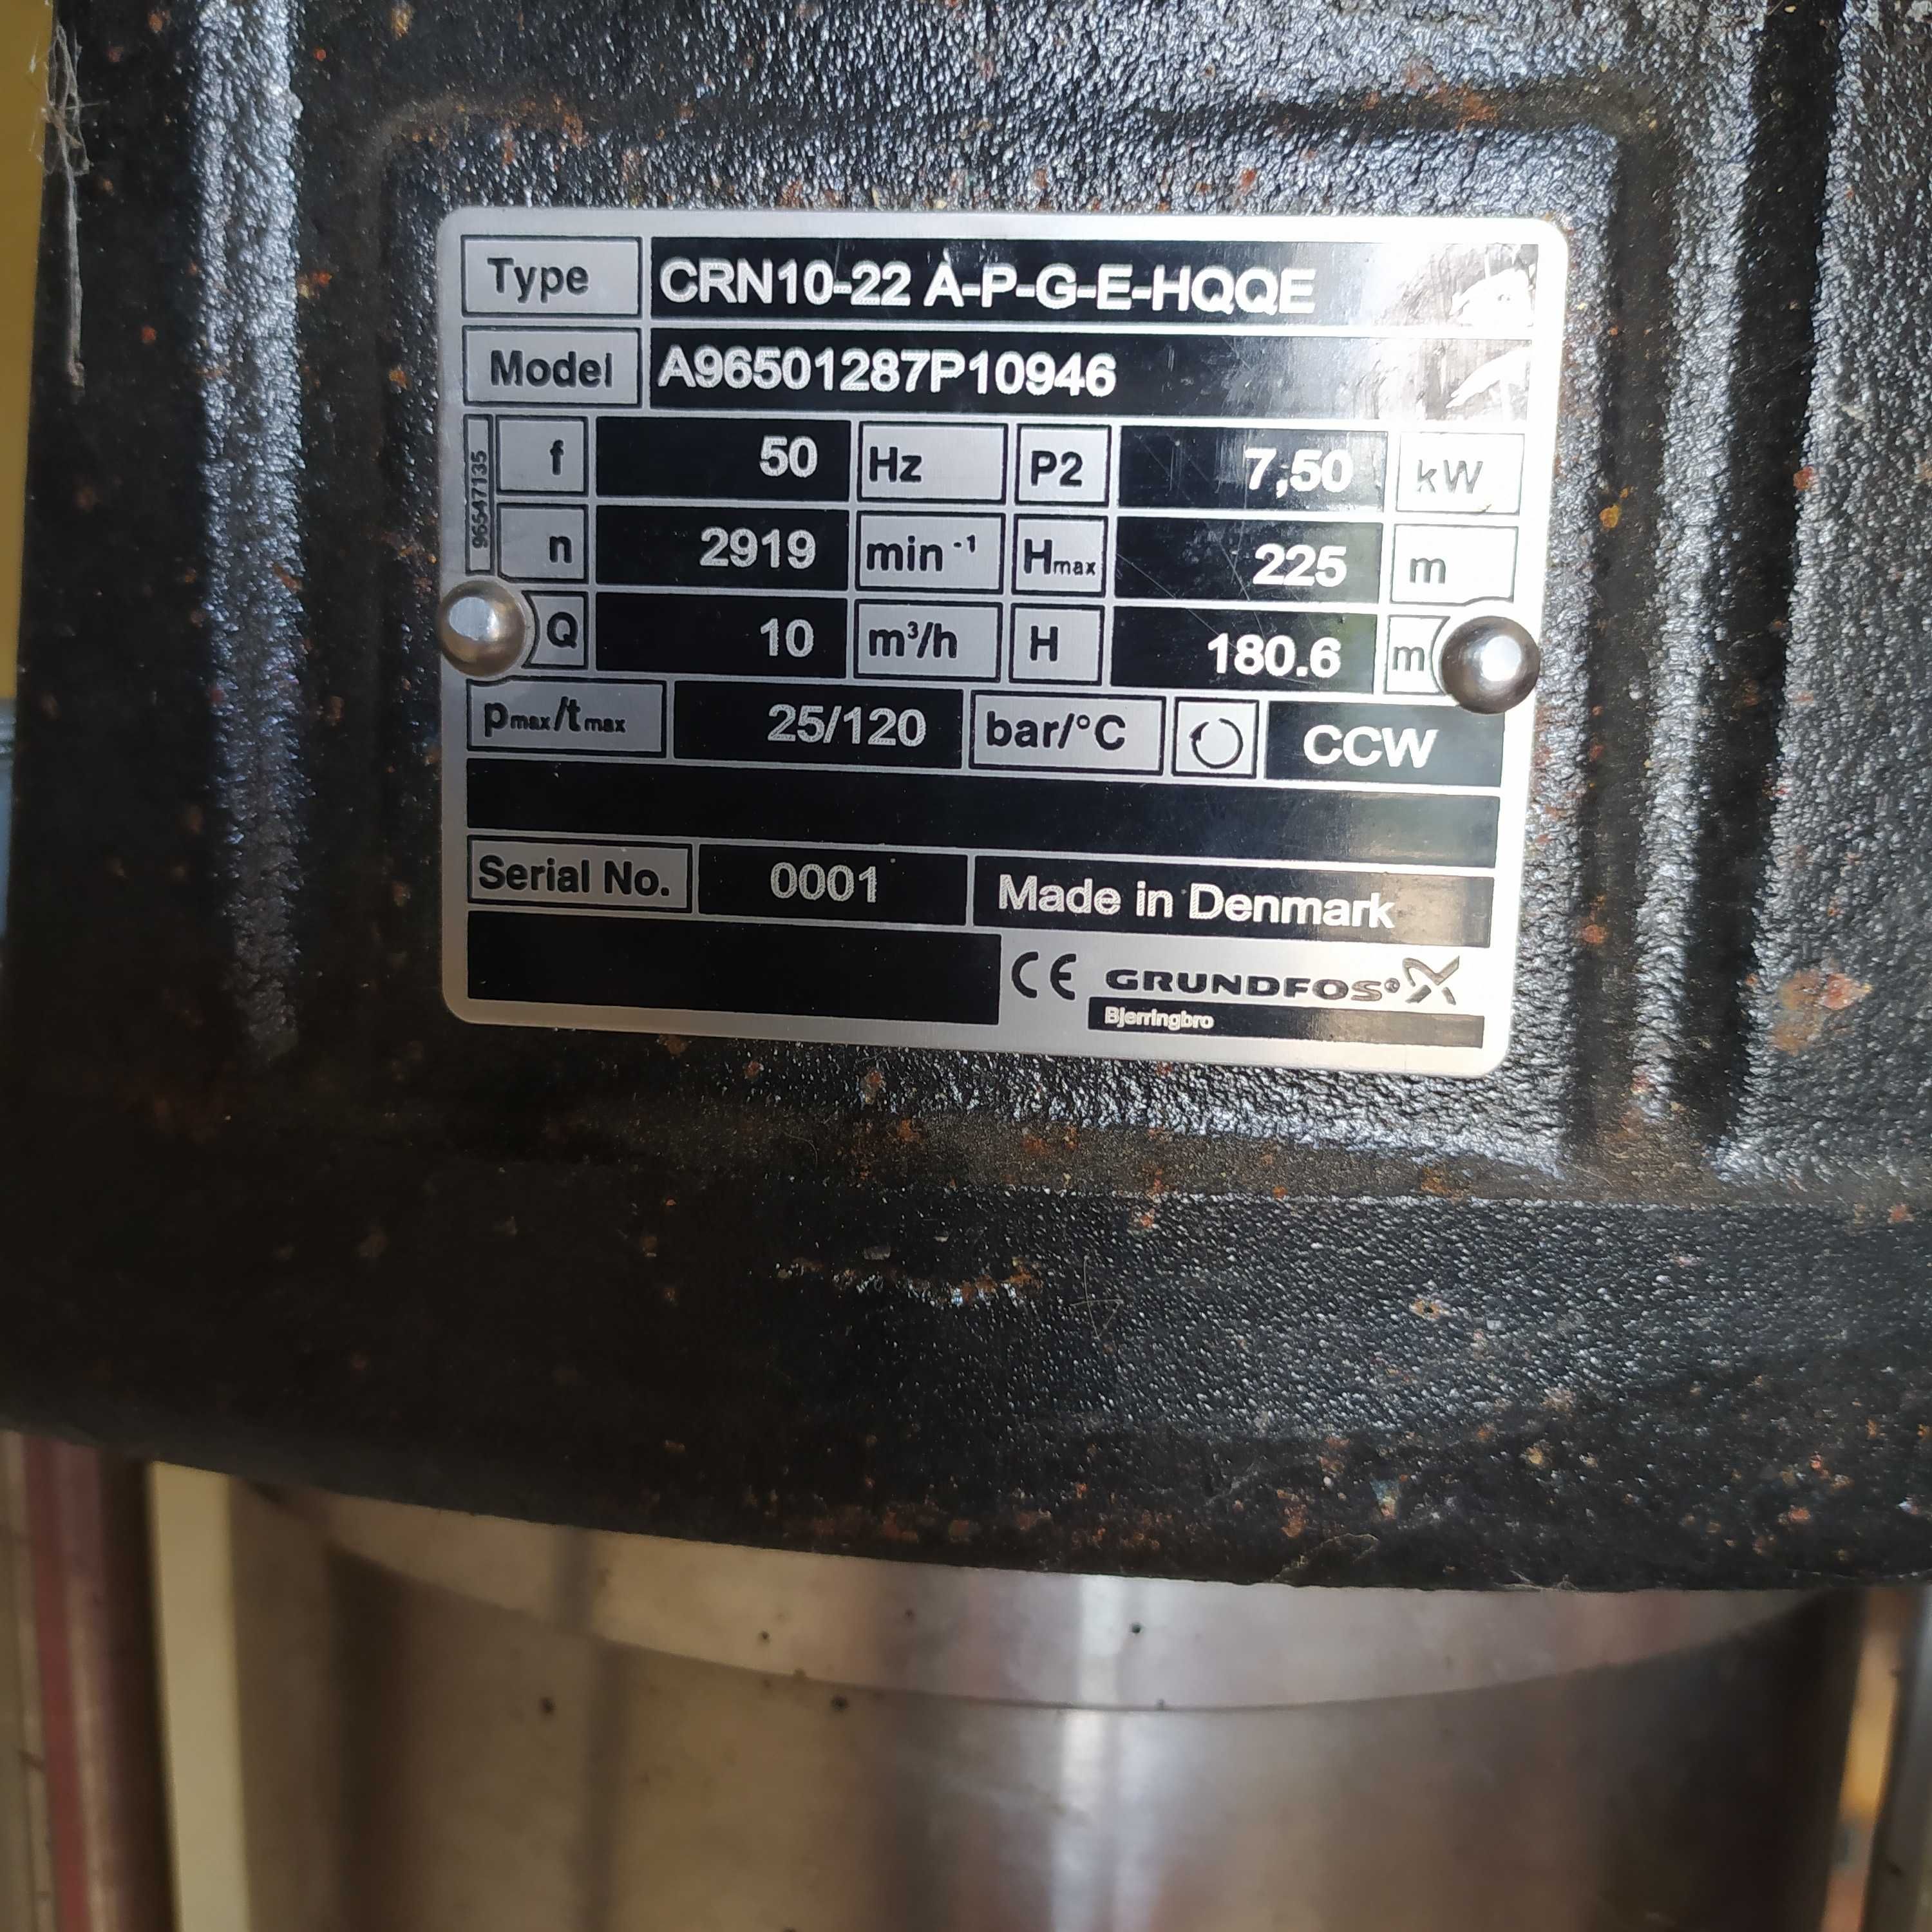 Type CRN10-22 A-P-G-E-HQQE
Model A96501287P10946
96547135
f 50 Hz P2 7,50 kW
n 2919 min⁻¹ Hmax 225 m
Q 10 m³/h H 180.6 m
pmax/tmax 25/120 bar/°C CCW
Serial No. 0001 Made in Denmark
CE GRUNDFOS®
Bjerringbro